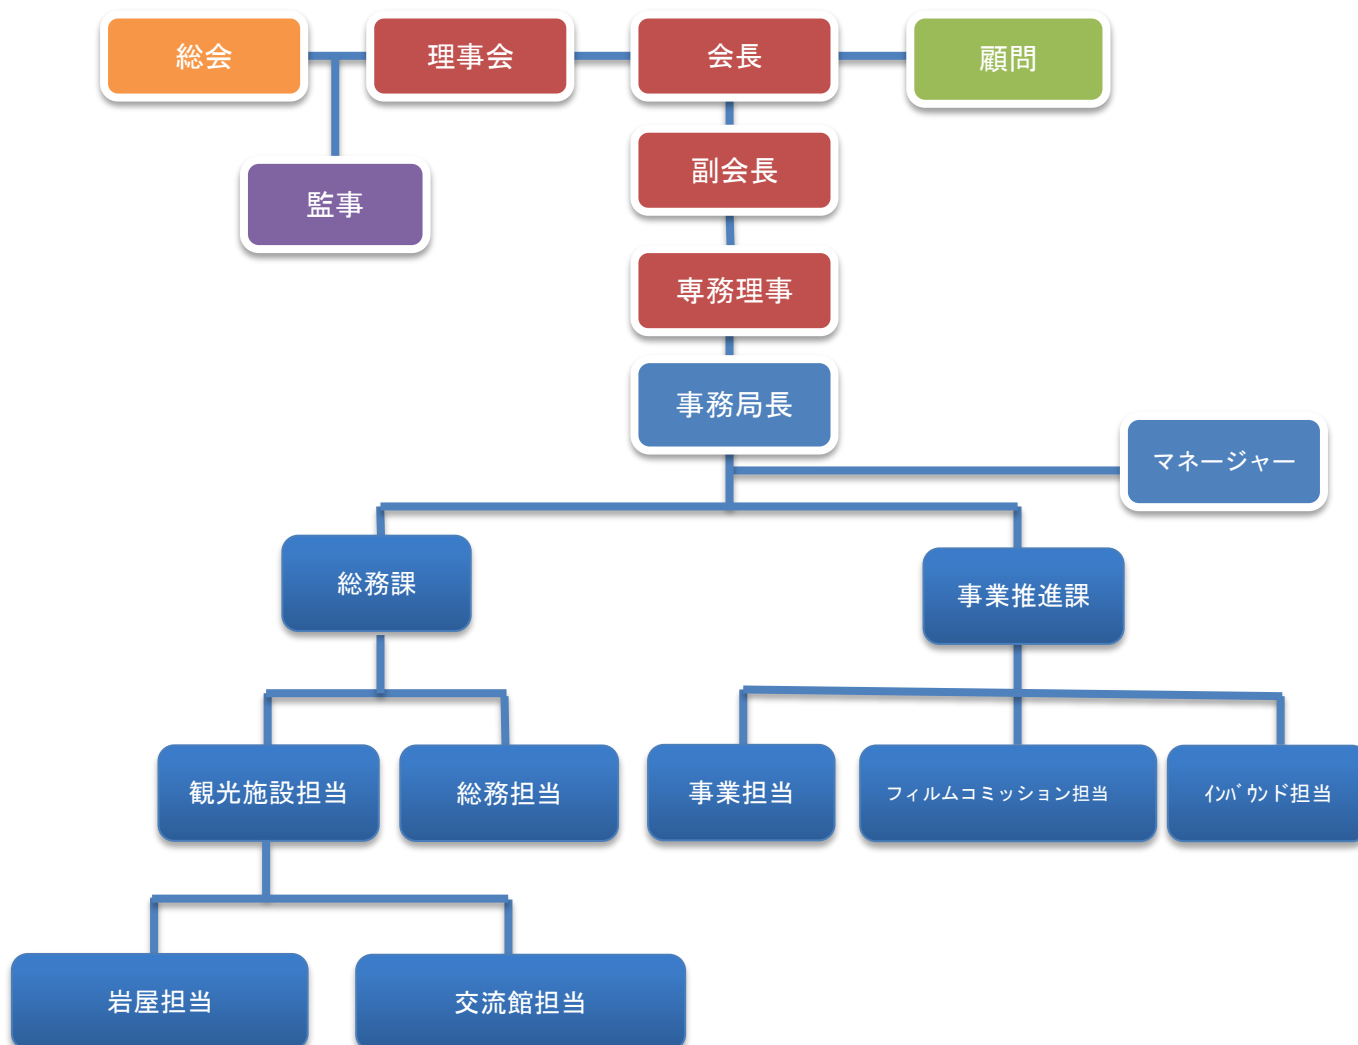 総会
理事会
会長
顧問
副会長
監事
専務理事
事務局長
マネージャー
総務課
事業推進課
観光施設担当
総務担当
事業担当
フィルムコミッション担当
ｲﾝﾊﾞｳﾝﾄﾞ担当
岩屋担当
交流館担当